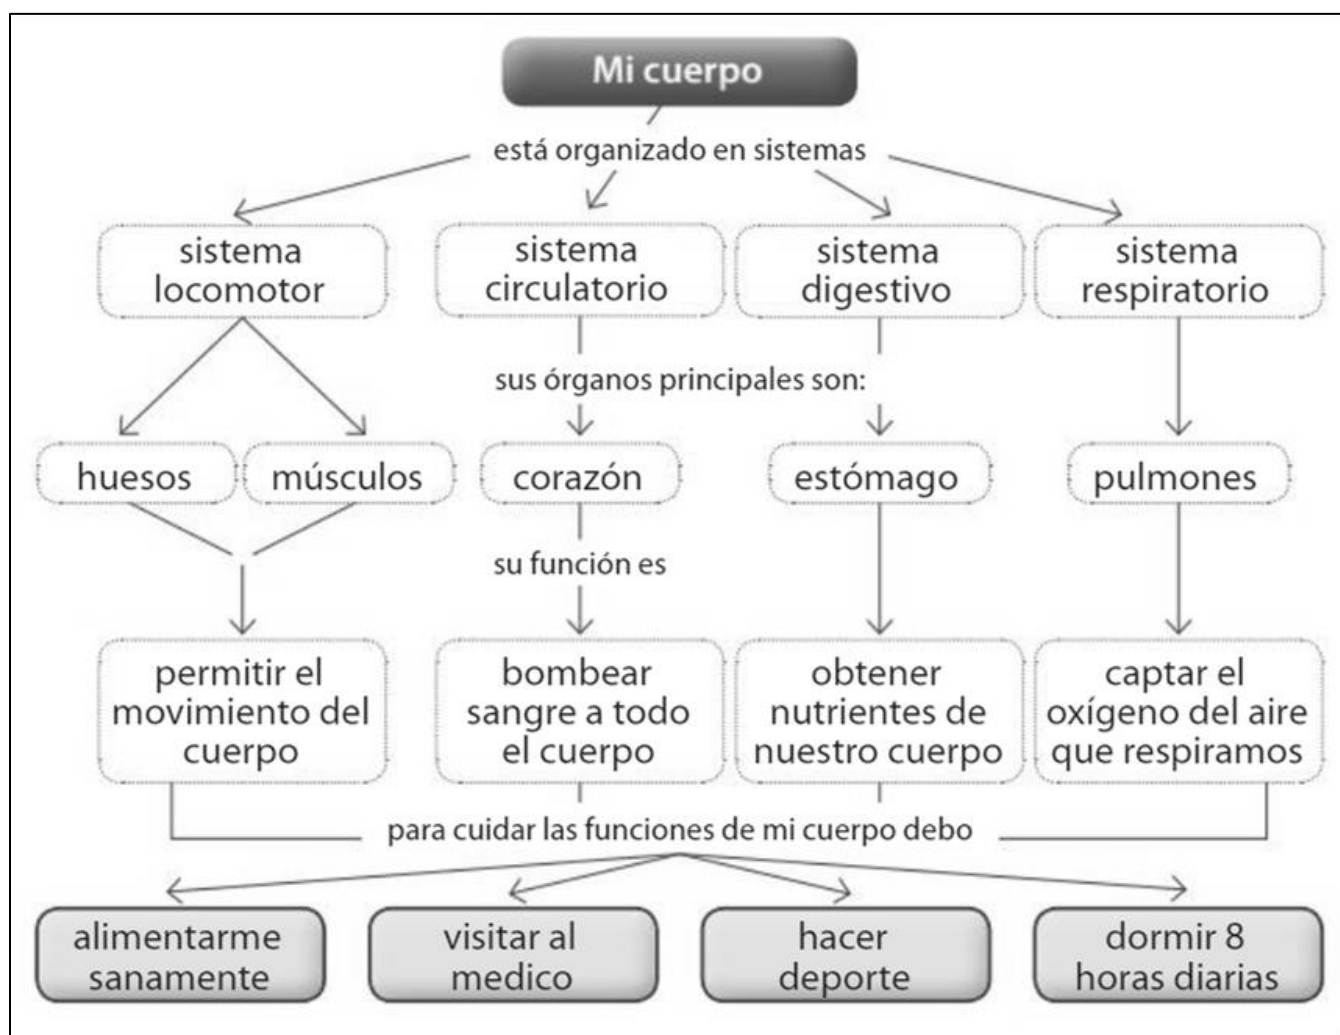 Mi cuerpo
está organizado en sistemas
sistema
locomotor
sistema
circulatorio
sistema
digestivo
sistema
respiratorio
sus órganos principales son:
huesos
músculos
corazón
estómago
pulmones
su función es
permitir el
movimiento del
cuerpo
bombear
sangre a todo
el cuerpo
obtener
nutrientes de
nuestro cuerpo
captar el
oxígeno del aire
que respiramos
para cuidar las funciones de mi cuerpo debo
alimentarme
sanamente
visitar al
medico
hacer
deporte
dormir 8
horas diarias